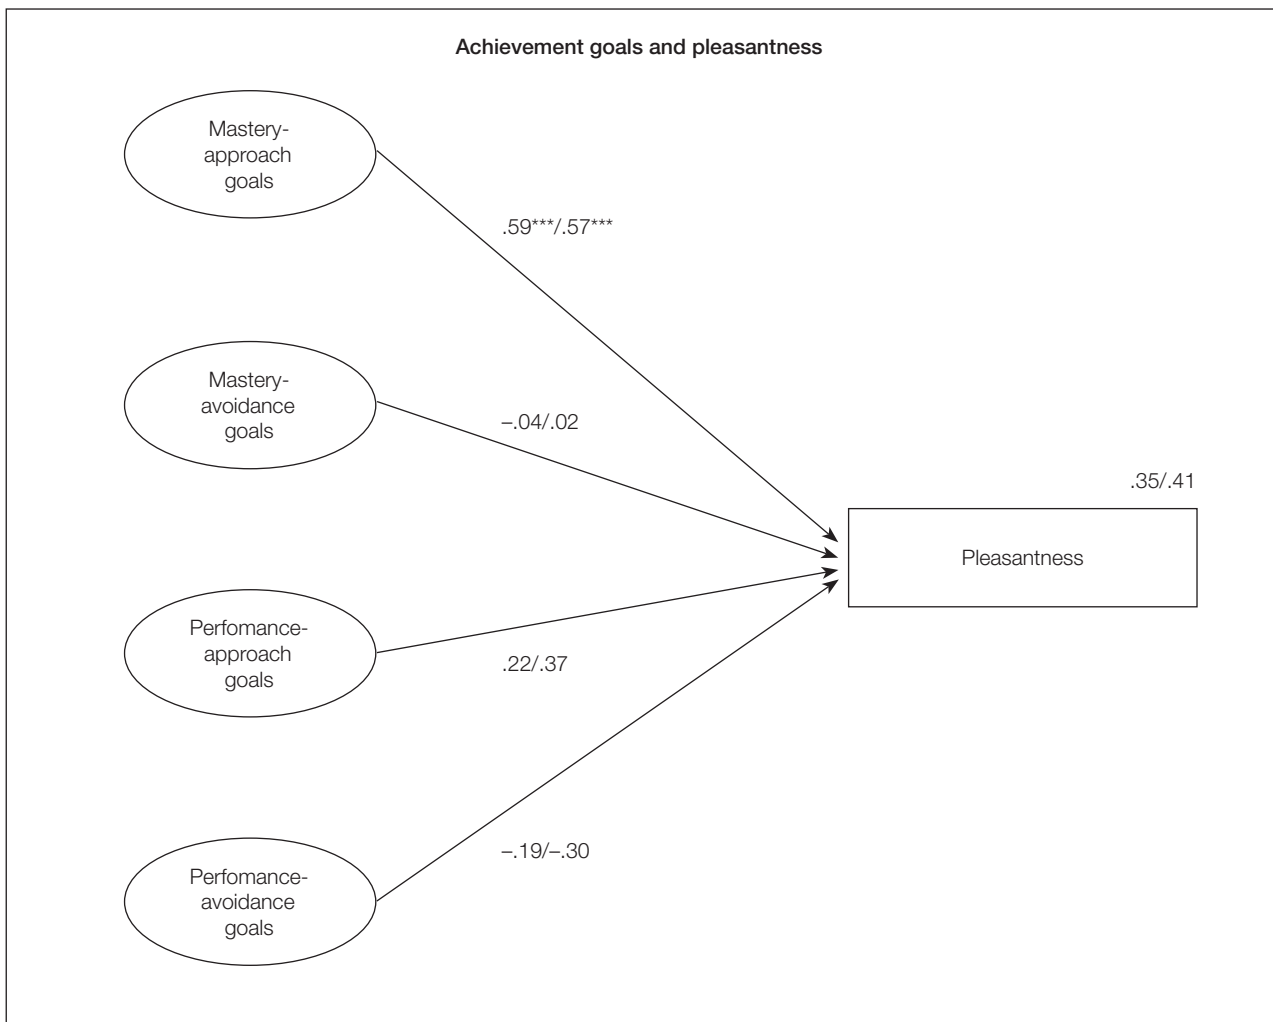 Achievement goals and pleasantness
Mastery-
approach
goals
.59***/.57***
Mastery-
avoidance
goals
–.04/.02
.35/.41
Pleasantness
Perfomance-
approach
goals
.22/.37
–.19/–.30
Perfomance-
avoidance
goals